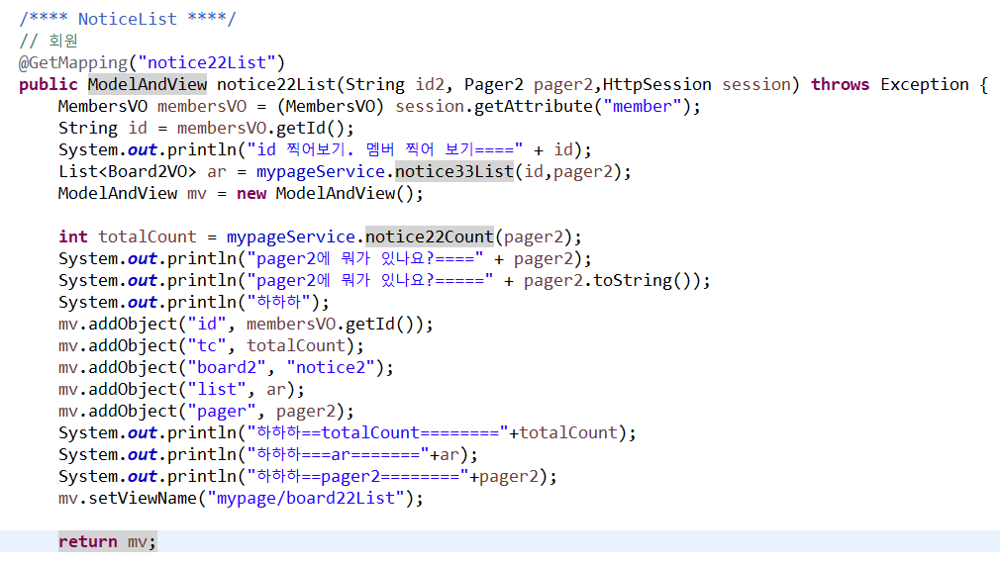 /**** NoticeList ****/
// 회원
@GetMapping("notice22List")
public ModelAndView notice22List(String id2, Pager2 pager2,HttpSession session) throws Exception {
MembersVO membersVO = (MembersVO) session.getAttribute("member");
String id = membersVO.getId();
System.out.println("id 찍어보기. 멤버 찍어 보기====" + id);
List<Board2VO> ar = mypageService.notice33List(id,pager2);
ModelAndView mv = new ModelAndView();
int totalCount = mypageService.notice22Count(pager2);
System.out.println("pager2에 뭐가 있나요?====" + pager2);
System.out.println("pager2에 뭐가 있나요?=====" + pager2.toString());
System.out.println("하하하");
mv.addObject("id", membersVO.getId());
mv.addObject("tc", totalCount);
mv.addObject("board2", "notice2");
mv.addObject("list", ar);
mv.addObject("pager", pager2);
System.out.println("하하하==totalCount========"+totalCount);
System.out.println("하하하===ar======="+ar);
System.out.println("하하하==pager2========"+pager2);
mv.setViewName("mypage/board22List");
return mv;